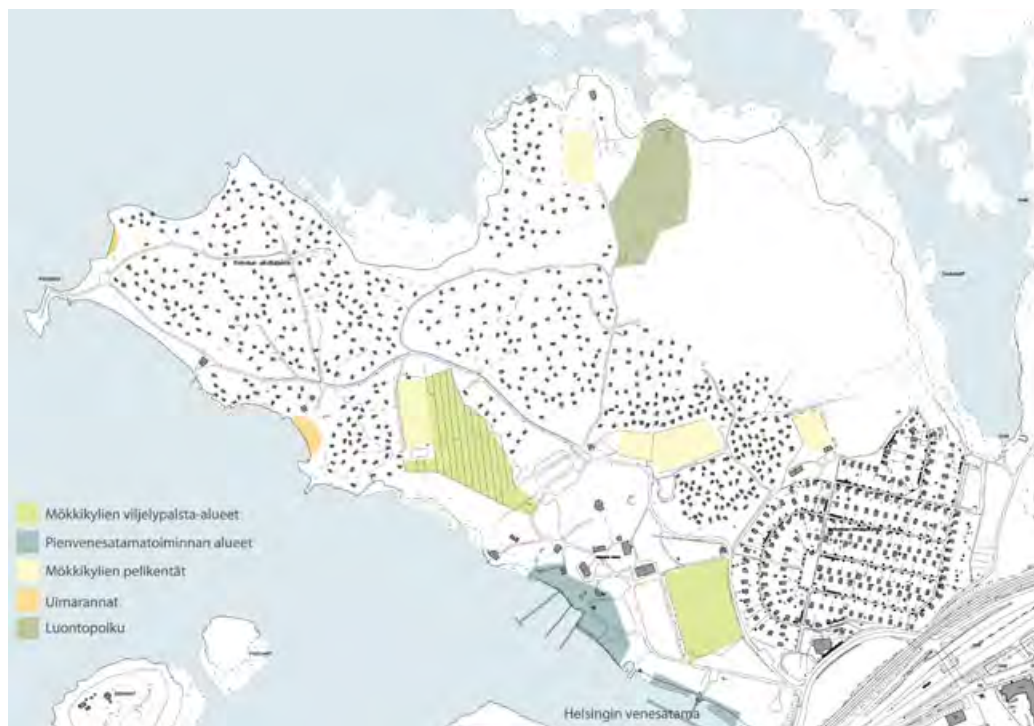 Mökkikylien viljelypalsta-alueet
Pienvenesatamatoiminnan alueet
Mökkikylien pelikentät
Uimarannat
Luontopolku
Helsingin venesatama